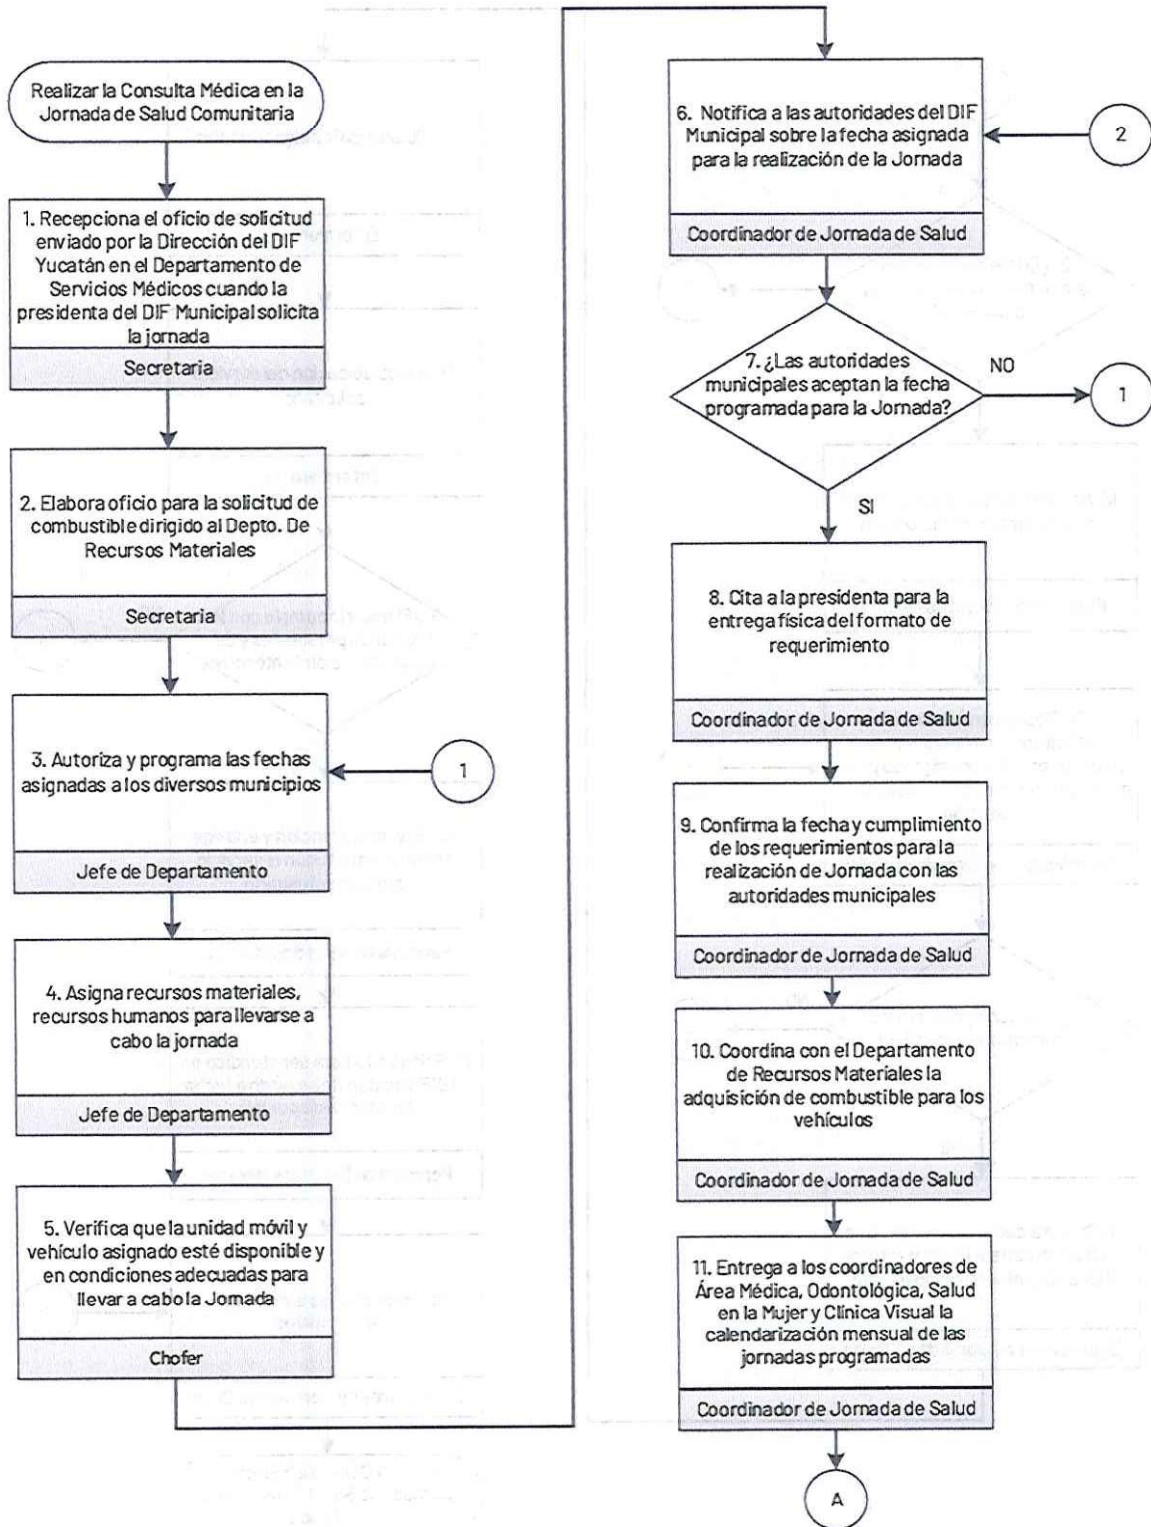 Realizar la Consulta Médica en la
Jornada de Salud Comunitaria
1. Recepciona el oficio de solicitud
enviado por la Dirección del DIF
Yucatán en el Departamento de
Servicios Médicos cuando la
presidenta del DIF Municipal solicita
la jornada
Secretaria
2. Elabora oficio para la solicitud de
combustible dirigido al Depto. De
Recursos Materiales
Secretaria
3. Autoriza y programa las fechas
asignadas a los diversos municipios
1
Jefe de Departamento
4. Asigna recursos materiales,
recursos humanos para llevarse a
cabo la jornada
Jefe de Departamento
5. Verifica que la unidad móvil y
vehículo asignado esté disponible y
en condiciones adecuadas para
llevar a cabo la Jornada
Chofer
6. Notifica a las autoridades del DIF
Municipal sobre la fecha asignada
para la realización de la Jornada
2
Coordinador de Jornada de Salud
7. ¿Las autoridades
municipales aceptan la fecha
programada para la Jornada?
NO
1
SI
8. Cita a la presidenta para la
entrega física del formato de
requerimiento
Coordinador de Jornada de Salud
9. Confirma la fecha y cumplimiento
de los requerimientos para la
realización de Jornada con las
autoridades municipales
Coordinador de Jornada de Salud
10. Coordina con el Departamento
de Recursos Materiales la
adquisición de combustible para los
vehículos
Coordinador de Jornada de Salud
11. Entrega a los coordinadores de
Área Médica, Odontológica, Salud
en la Mujer y Clínica Visual la
calendarización mensual de las
jornadas programadas
Coordinador de Jornada de Salud
A